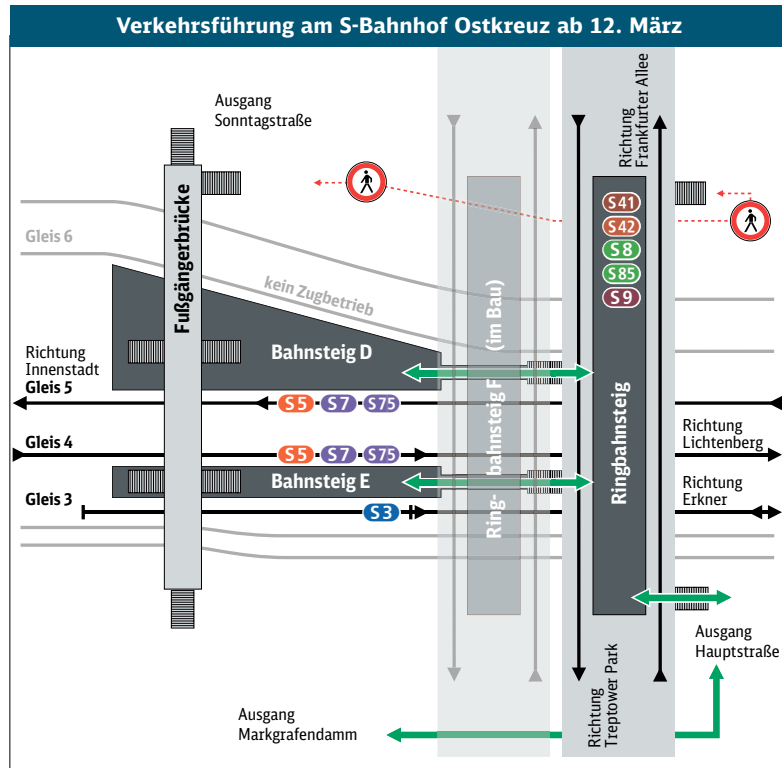 Verkehrsführung am S-Bahnhof Ostkreuz ab 12. März
Ausgang
Sonntagstraße
Richtung
Frankfurter Allee
S41
S42
S8
S85
S9
Gleis 6
kein Zugbetrieb
Fußgängerbrücke
Bahnsteig D
Ring-
bahnsteig F (im Bau)
Ringbahnsteig
Richtung
Innenstadt
Gleis 5
S5 S7 S75
Gleis 4
S5 S7 S75
Richtung
Lichtenberg
Bahnsteig E
Gleis 3
S3
Richtung
Erkner
Ausgang
Hauptstraße
Richtung
Treptower Park
Ausgang
Markgrafendamm